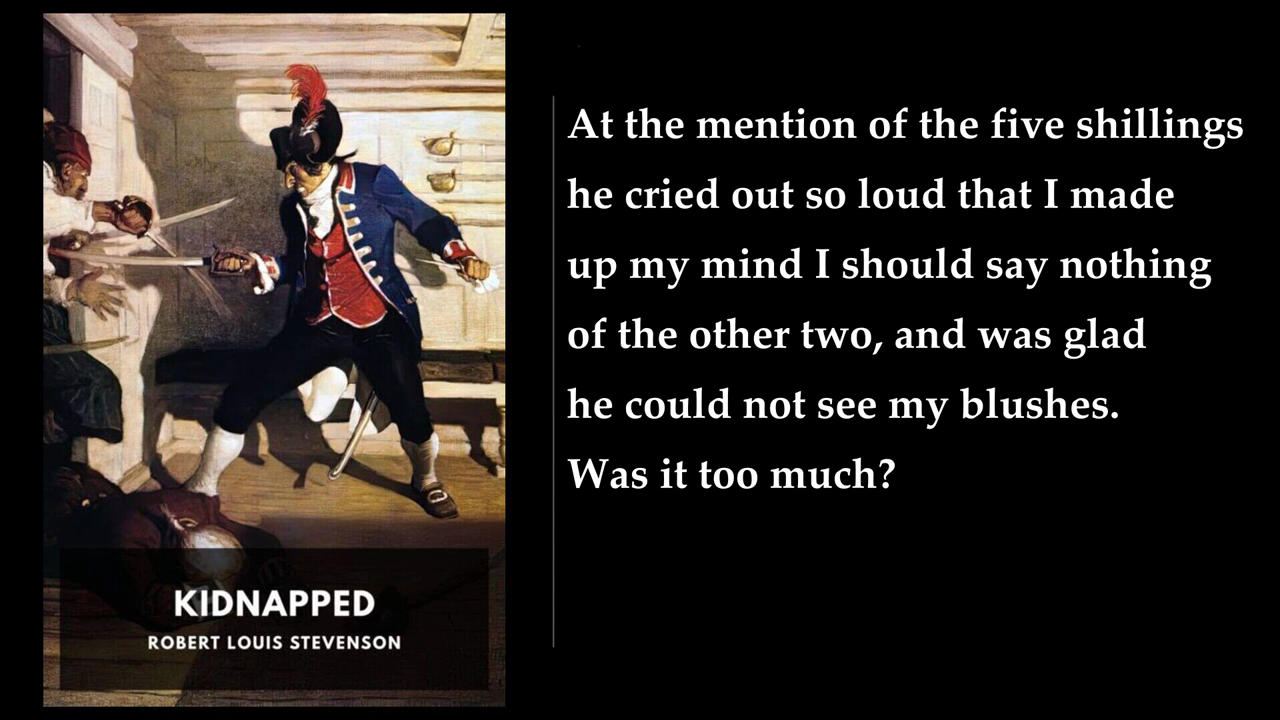 At the mention of the five shillings
he cried out so loud that I made
up my mind I should say nothing
of the other two, and was glad
he could not see my blushes.
Was it too much?
KIDNAPPED
ROBERT LOUIS STEVENSON